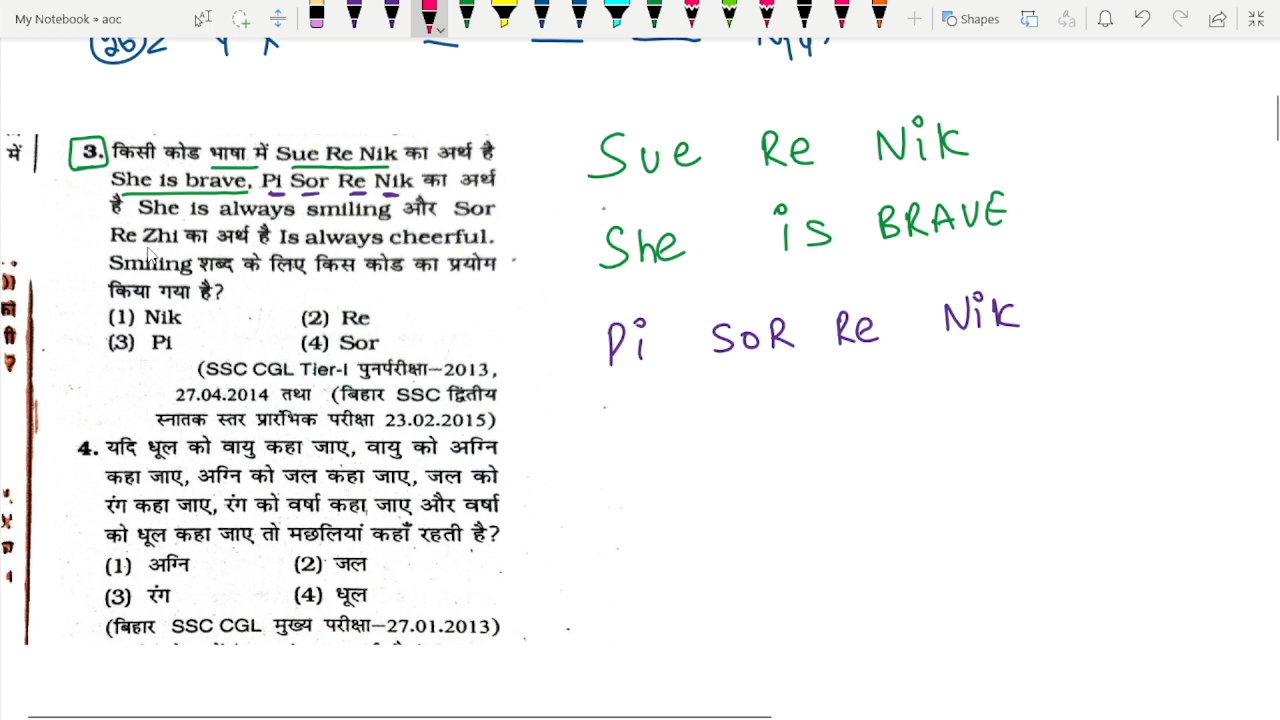 My Notebook » aoc
Shapes
में
3. किसी कोड भाषा में Sue Re Nik का अर्थ है
She is brave, Pi Sor Re Nik का अर्थ
है She is always smiling और Sor
Re Zhi का अर्थ है Is always cheerful.
Smiling शब्द के लिए किस कोड का प्रयोग
किया गया है?
(1) Nik (2) Re
(3) Pi (4) Sor
(SSC CGL Tier-I पुनर्परीक्षा–2013,
27.04.2014 तथा (बिहार SSC द्वितीय
स्नातक स्तर प्रारंभिक परीक्षा 23.02.2015)
4. यदि धूल को वायु कहा जाए, वायु को अग्नि
कहा जाए, अग्नि को जल कहा जाए, जल को
रंग कहा जाए, रंग को वर्षा कहा जाए और वर्षा
को धूल कहा जाए तो मछलियां कहाँ रहती है?
(1) अग्नि (2) जल
(3) रंग (4) धूल
(बिहार SSC CGL मुख्य परीक्षा–27.01.2013)
Sue Re Nik
She is BRAVE
Pi SOR Re Nik